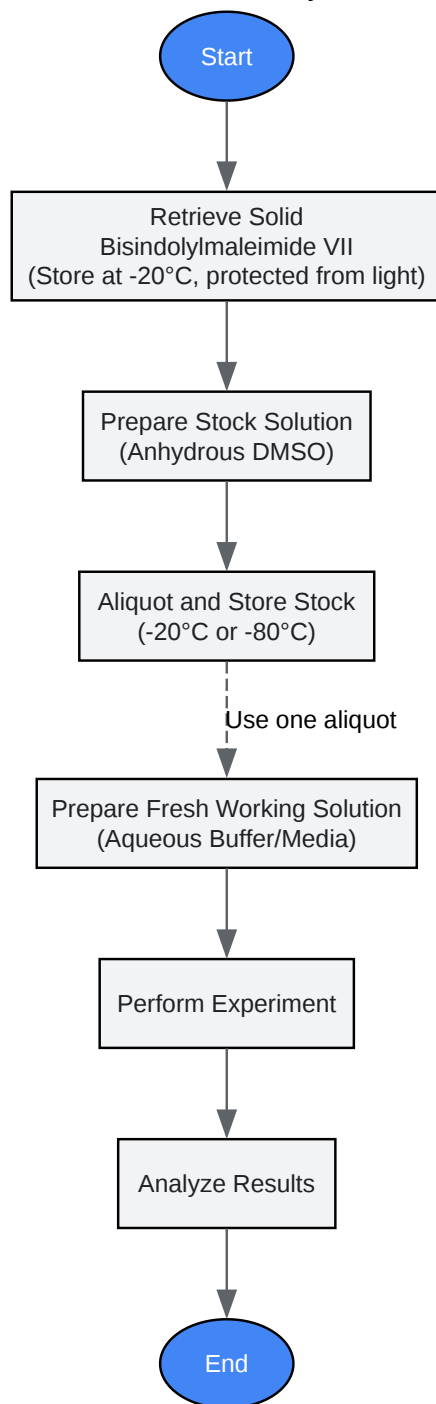 Start
Retrieve Solid
Bisindolylmaleimide VII
(Store at -20°C, protected from light)
Prepare Stock Solution
(Anhydrous DMSO)
Aliquot and Store Stock
(-20°C or -80°C)
Use one aliquot
Prepare Fresh Working Solution
(Aqueous Buffer/Media)
Perform Experiment
Analyze Results
End